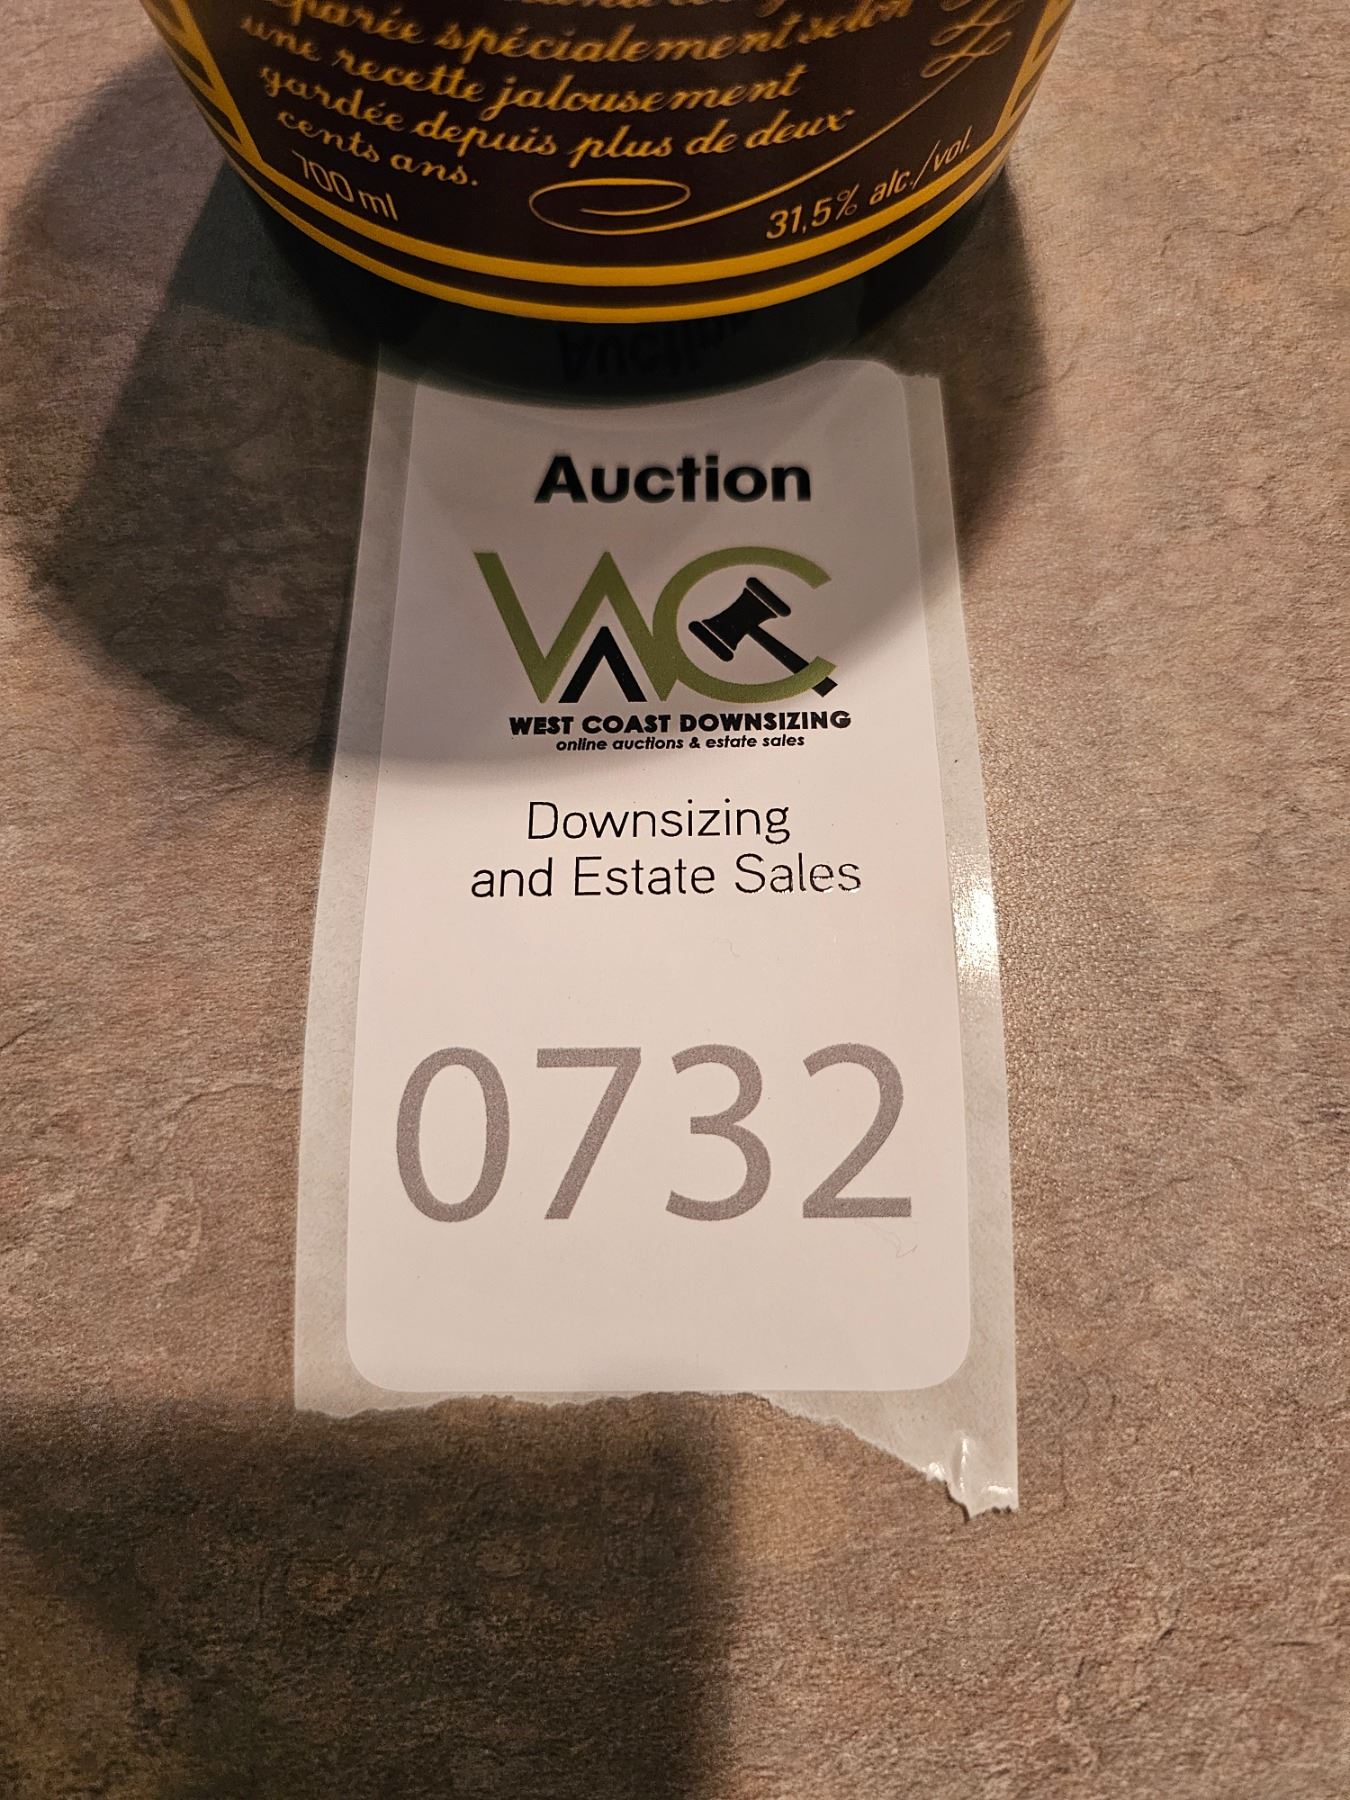 spécialement selon
une recette jalousement
gardée depuis plus de deux
cents ans.
700 ml
31,5% alc./vol.
Auction
WEST COAST DOWNSIZING
online auctions & estate sales
Downsizing
and Estate Sales
0732